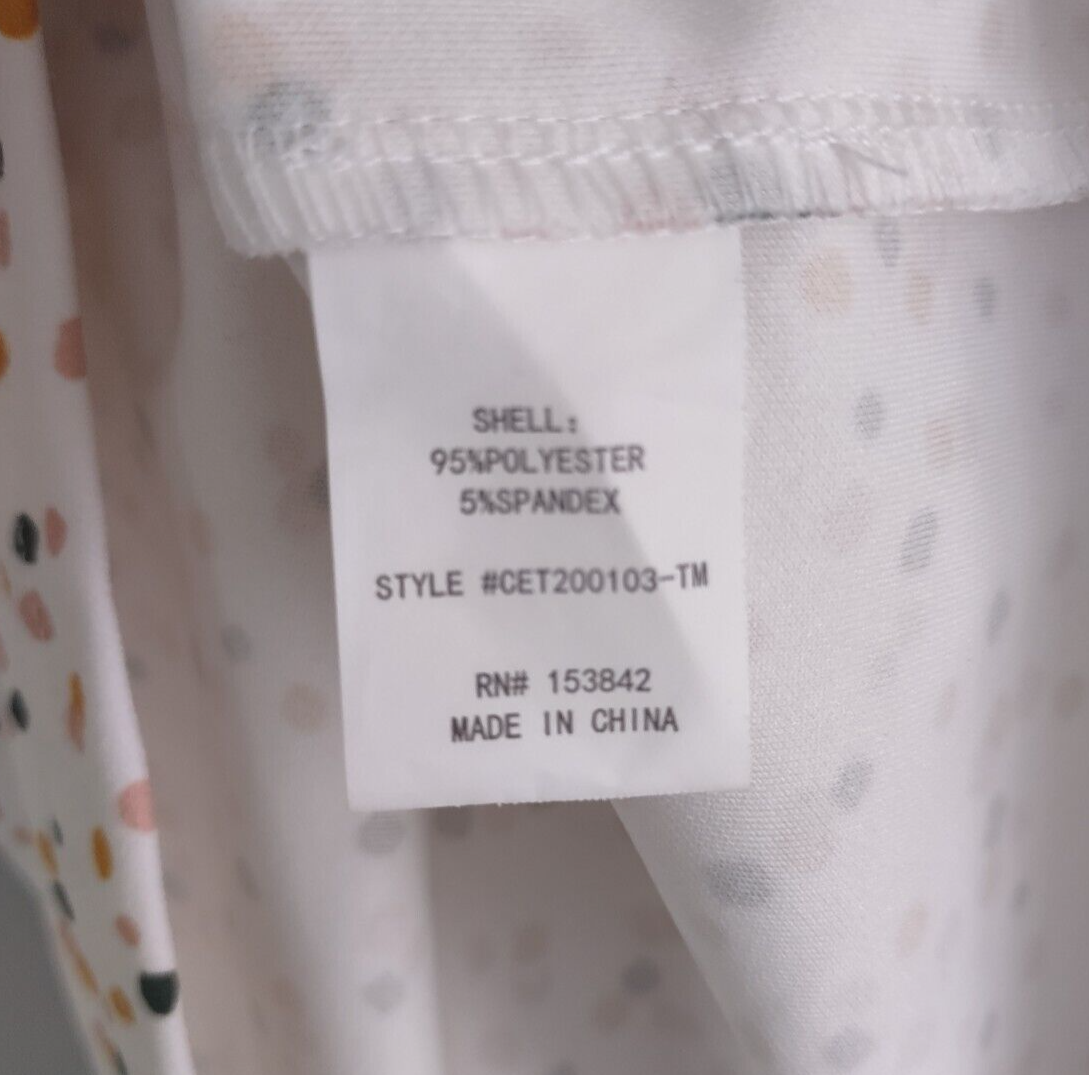 SHELL:
95%POLYESTER
5%SPANDEX
STYLE #CET200103-TM
RN# 153842
MADE IN CHINA